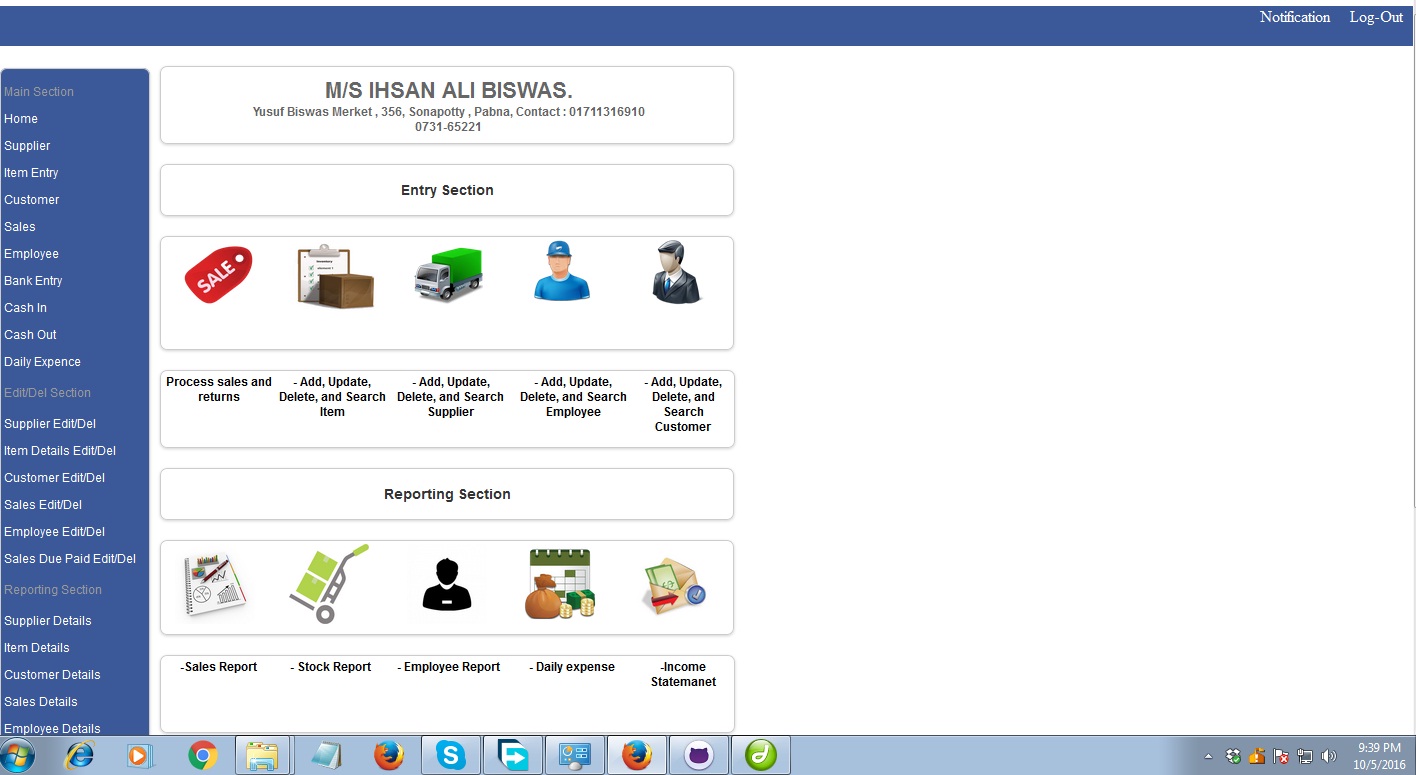 Notification Log-Out
Main Section
Home
Supplier
Item Entry
Customer
Sales
Employee
Bank Entry
Cash In
Cash Out
Daily Expence
Edit/Del Section
Supplier Edit/Del
Item Details Edit/Del
Customer Edit/Del
Sales Edit/Del
Employee Edit/Del
Sales Due Paid Edit/Del
Reporting Section
Supplier Details
Item Details
Customer Details
Sales Details
Employee Details
M/S IHSAN ALI BISWAS.
Yusuf Biswas Merket , 356, Sonapotty , Pabna, Contact : 01711316910
0731-65221
Entry Section
SALE
Process sales and
returns
- Add, Update,
Delete, and Search
Item
- Add, Update,
Delete, and Search
Supplier
- Add, Update,
Delete, and Search
Employee
- Add, Update,
Delete, and
Search
Customer
Reporting Section
-Sales Report
- Stock Report
- Employee Report
- Daily expense
-Income
Statemanet
9:39 PM
10/5/2016